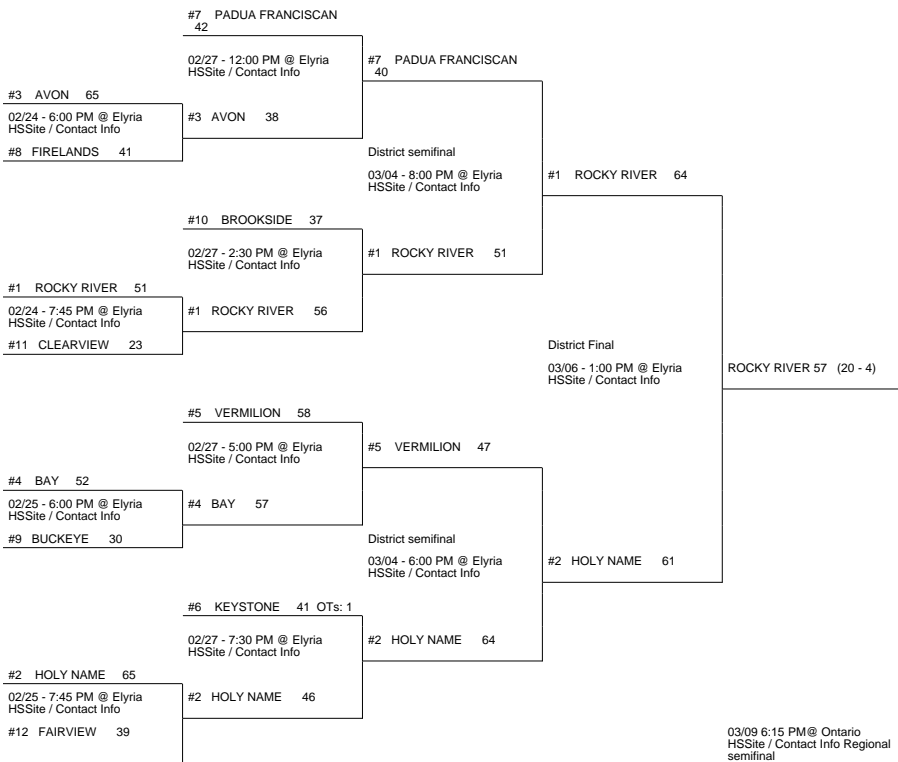 #7 PADUA FRANCISCAN
42
02/27 - 12:00 PM @ Elyria
HSSite / Contact Info
#7 PADUA FRANCISCAN
40
#3 AVON 65
02/24 - 6:00 PM @ Elyria
HSSite / Contact Info
#3 AVON 38
#8 FIRELANDS 41
District semifinal
03/04 - 8:00 PM @ Elyria
HSSite / Contact Info
#1 ROCKY RIVER 64
#10 BROOKSIDE 37
02/27 - 2:30 PM @ Elyria
HSSite / Contact Info
#1 ROCKY RIVER 51
#1 ROCKY RIVER 51
02/24 - 7:45 PM @ Elyria
HSSite / Contact Info
#1 ROCKY RIVER 56
#11 CLEARVIEW 23
District Final
03/06 - 1:00 PM @ Elyria
HSSite / Contact Info
ROCKY RIVER 57 (20 - 4)
#5 VERMILION 58
02/27 - 5:00 PM @ Elyria
HSSite / Contact Info
#5 VERMILION 47
#4 BAY 52
02/25 - 6:00 PM @ Elyria
HSSite / Contact Info
#4 BAY 57
#9 BUCKEYE 30
District semifinal
03/04 - 6:00 PM @ Elyria
HSSite / Contact Info
#2 HOLY NAME 61
#6 KEYSTONE 41 OTs: 1
02/27 - 7:30 PM @ Elyria
HSSite / Contact Info
#2 HOLY NAME 64
#2 HOLY NAME 65
02/25 - 7:45 PM @ Elyria
HSSite / Contact Info
#2 HOLY NAME 46
#12 FAIRVIEW 39
03/09 6:15 PM@ Ontario
HSSite / Contact Info Regional
semifinal